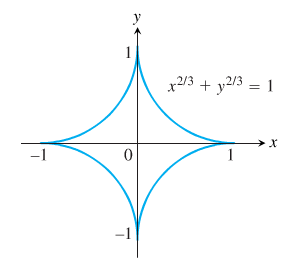 y
1
x^{2/3} + y^{2/3} = 1
x
–1
0
1
–1